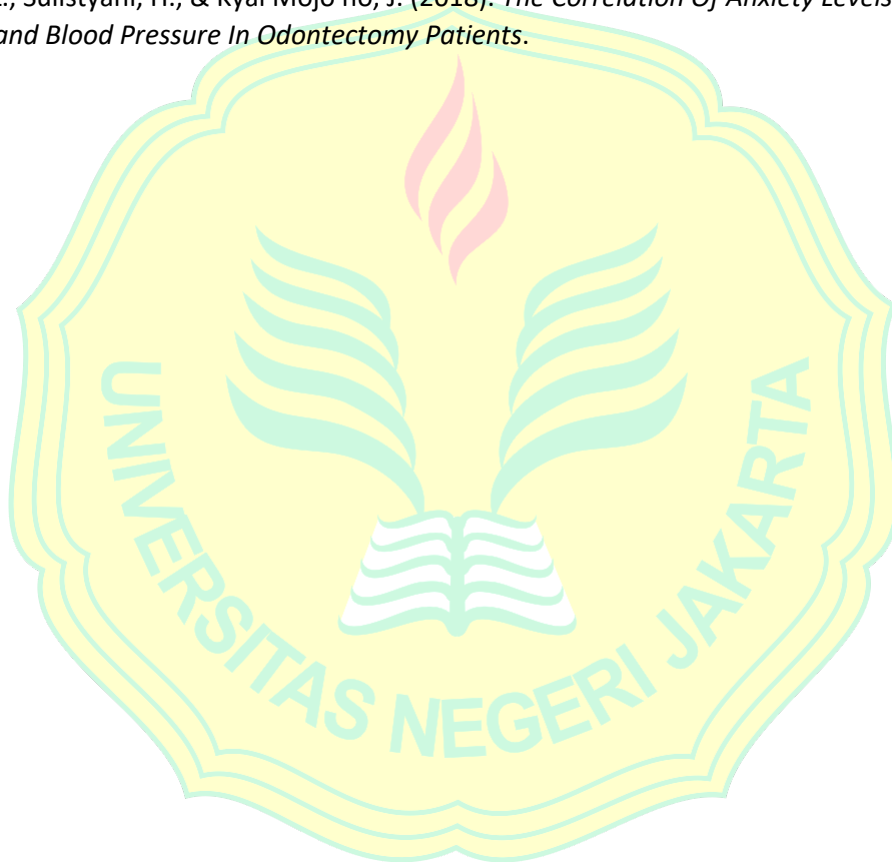 , Sulistyani, H., & Kyai Mojo no, J. (2018). The Correlation Of Anxiety Levels
and Blood Pressure In Odontectomy Patients.
UNIVERSITAS NEGERI JAKARTA